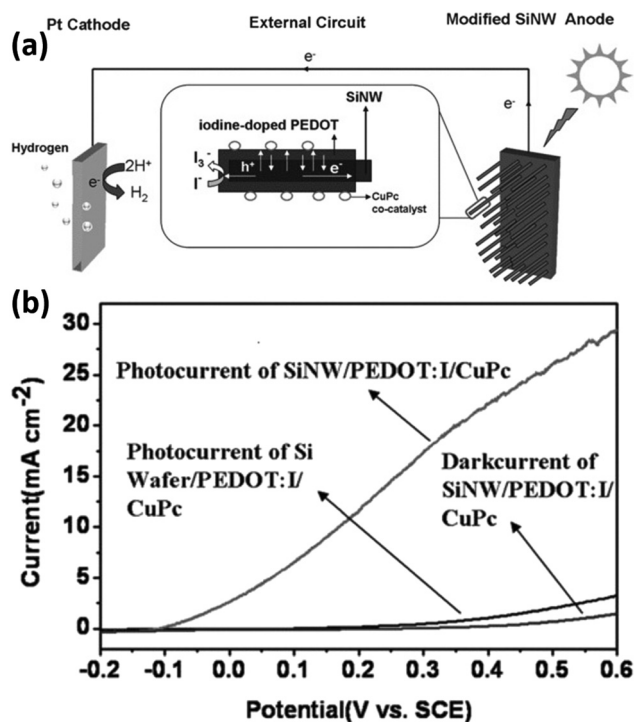 Pt Cathode
External Circuit
Modified SiNW Anode
(a)
e-
SiNW
iodine-doped PEDOT
e-
Hydrogen
2H+
e-
H2
I3-
I-
h+
e-
CuPc
co-catalyst
(b)
30
25
20
15
10
5
0
Current(mA cm-2)
Photocurrent of SiNW/PEDOT:I/CuPc
Photocurrent of Si
Wafer/PEDOT:I/
CuPc
Darkcurrent of
SiNW/PEDOT:I/
CuPc
-0.2 -0.1 0.0 0.1 0.2 0.3 0.4 0.5 0.6
Potential(V vs. SCE)